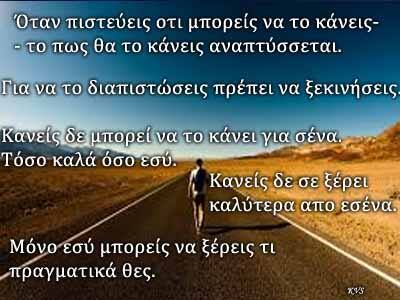 Όταν πιστεύεις οτι μπορείς να το κάνεις-
- το πως θα το κάνεις αναπτύσσεται.
Για να το διαπιστώσεις πρέπει να ξεκινήσεις.
Κανείς δε μπορεί να το κάνει για σένα.
Τόσο καλά όσο εσύ.
Κανείς δε σε ξέρει
καλύτερα απο εσένα.
Μόνο εσύ μπορείς να ξέρεις τι
πραγματικά θες.
KVS